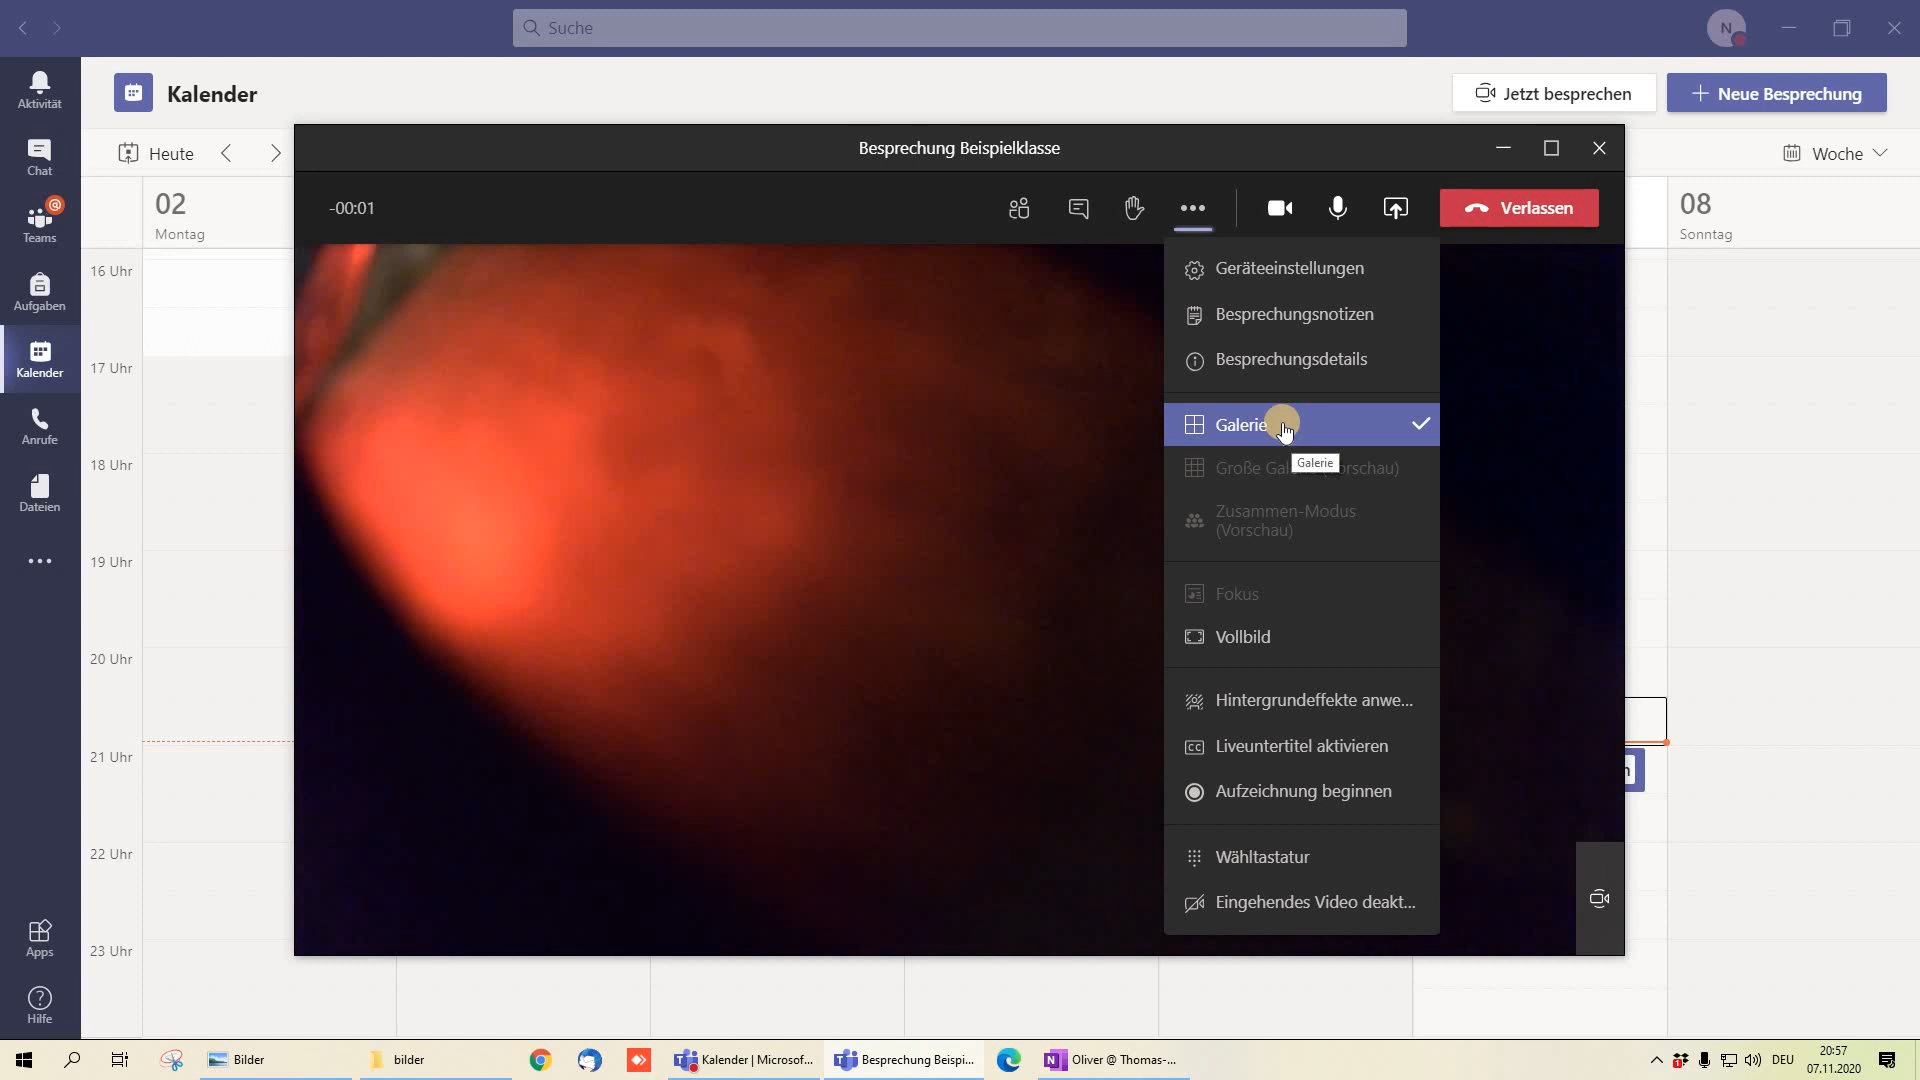 Suche
N
Aktivität
Chat
@
Teams
Aufgaben
Kalender
Anrufe
Dateien
Apps
Hilfe
Kalender
Jetzt besprechen
Neue Besprechung
Heute
Woche
02
Montag
08
Sonntag
16 Uhr
17 Uhr
18 Uhr
19 Uhr
20 Uhr
21 Uhr
22 Uhr
23 Uhr
Besprechung Beispielklasse
-00:01
Verlassen
Geräteeinstellungen
Besprechungsnotizen
Besprechungsdetails
Galerie
Galerie
Große Gal
rschau)
Zusammen-Modus
(Vorschau)
Fokus
Vollbild
Hintergrundeffekte anwe...
CC Liveuntertitel aktivieren
Aufzeichnung beginnen
Wähltastatur
Eingehendes Video deakt...
Bilder
bilder
Kalender | Microsof...
Besprechung Beispi...
Oliver @ Thomas-...
DEU
20:57
07.11.2020